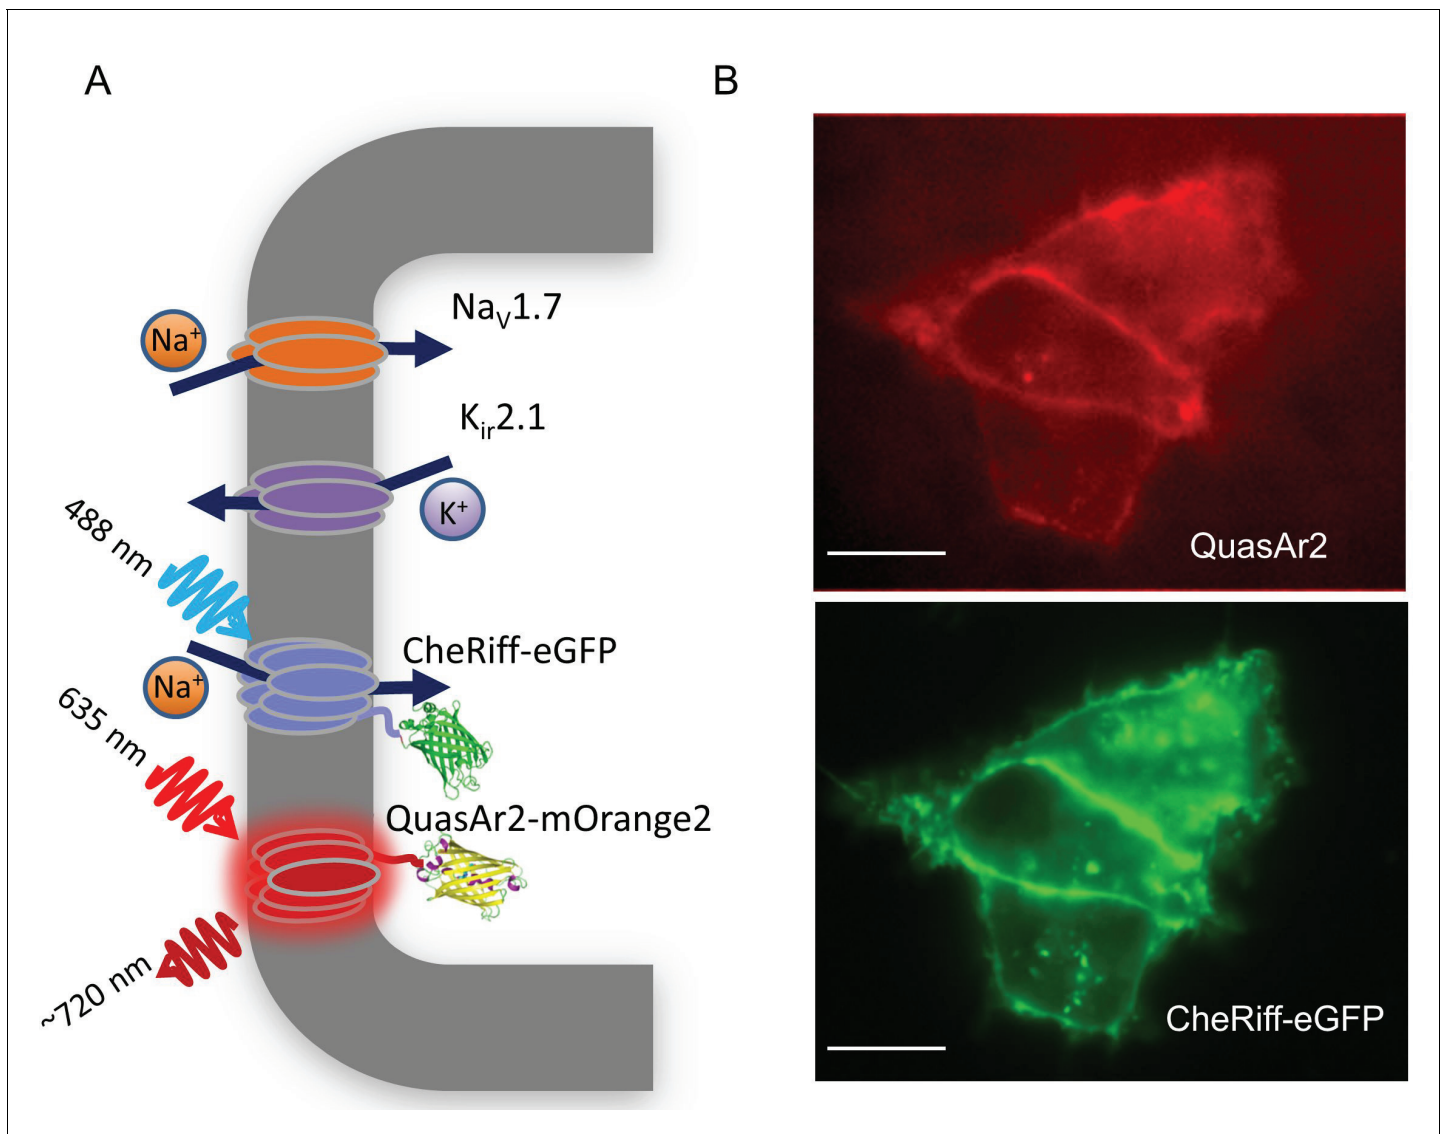 A
B
Na⁺
Naᵥ1.7
Kᵢᵣ2.1
K⁺
488 nm
CheRiff-eGFP
Na⁺
635 nm
QuasAr2-mOrange2
~720 nm
QuasAr2
CheRiff-eGFP